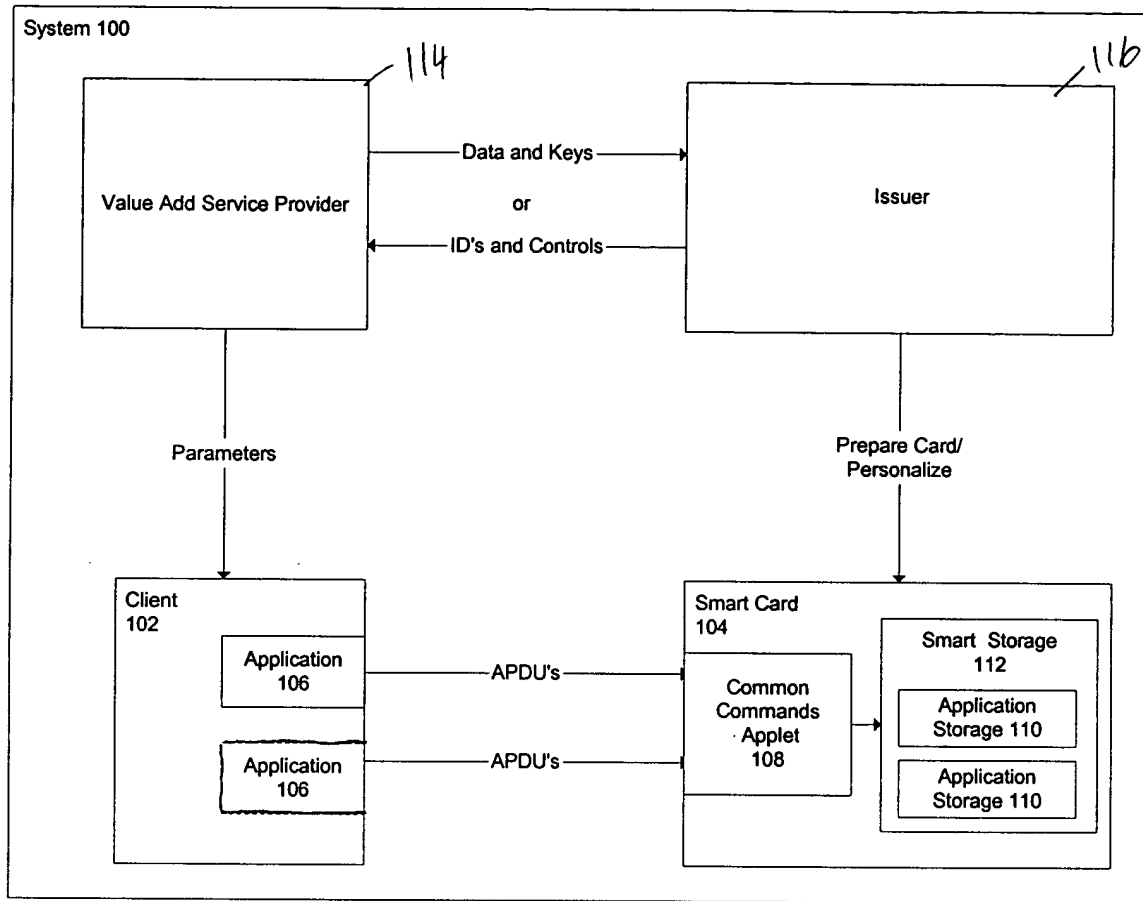 System 100
114
116
Value Add Service Provider
Data and Keys
or
ID's and Controls
Issuer
Parameters
Prepare Card/
Personalize
Client
102
Application
106
Application
106
APDU's
APDU's
Smart Card
104
Common
Commands
Applet
108
Smart Storage
112
Application
Storage 110
Application
Storage 110